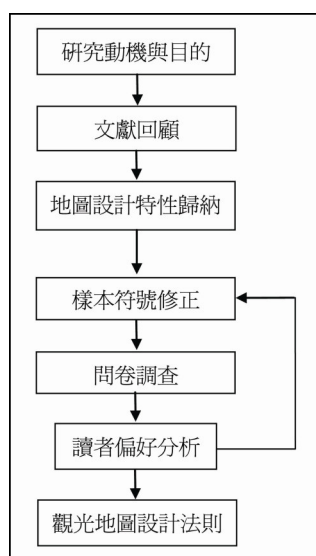 研究動機與目的
文獻回顧
地圖設計特性歸納
樣本符號修正
問卷調查
讀者偏好分析
觀光地圖設計法則